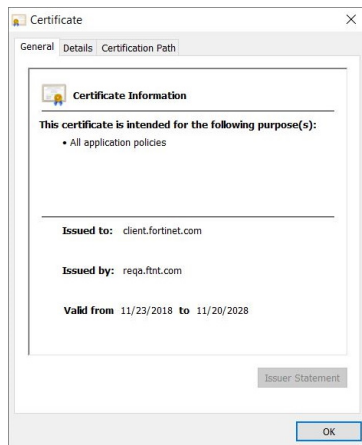 Certificate
General Details Certification Path
Certificate Information
This certificate is intended for the following purpose(s):
• All application policies
Issued to: client.fortinet.com
Issued by: reqa.ftnt.com
Valid from 11/23/2018 to 11/20/2028
Issuer Statement
OK